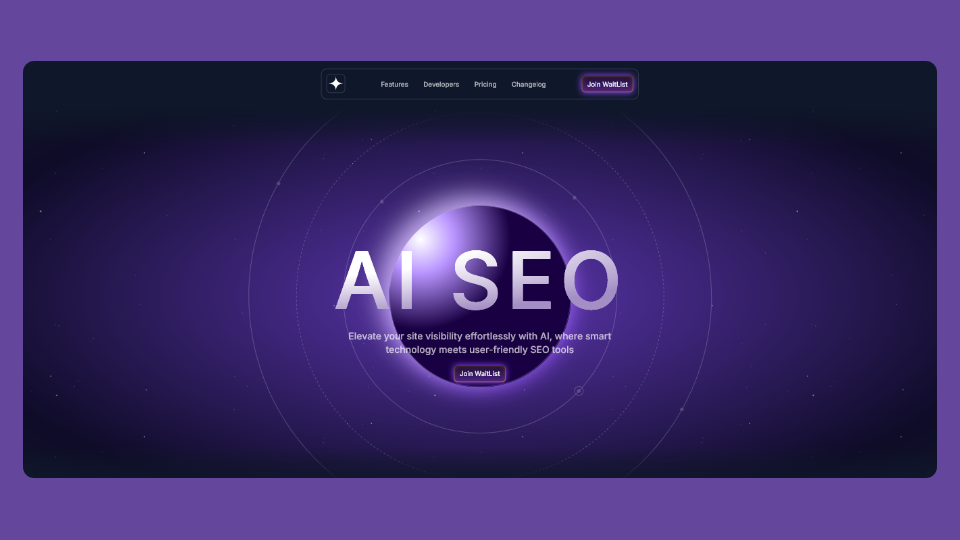 Features
Developers
Pricing
Changelog
Join WaitList
AI SEO
Elevate your site visibility effortlessly with AI, where smart
technology meets user-friendly SEO tools
Join WaitList